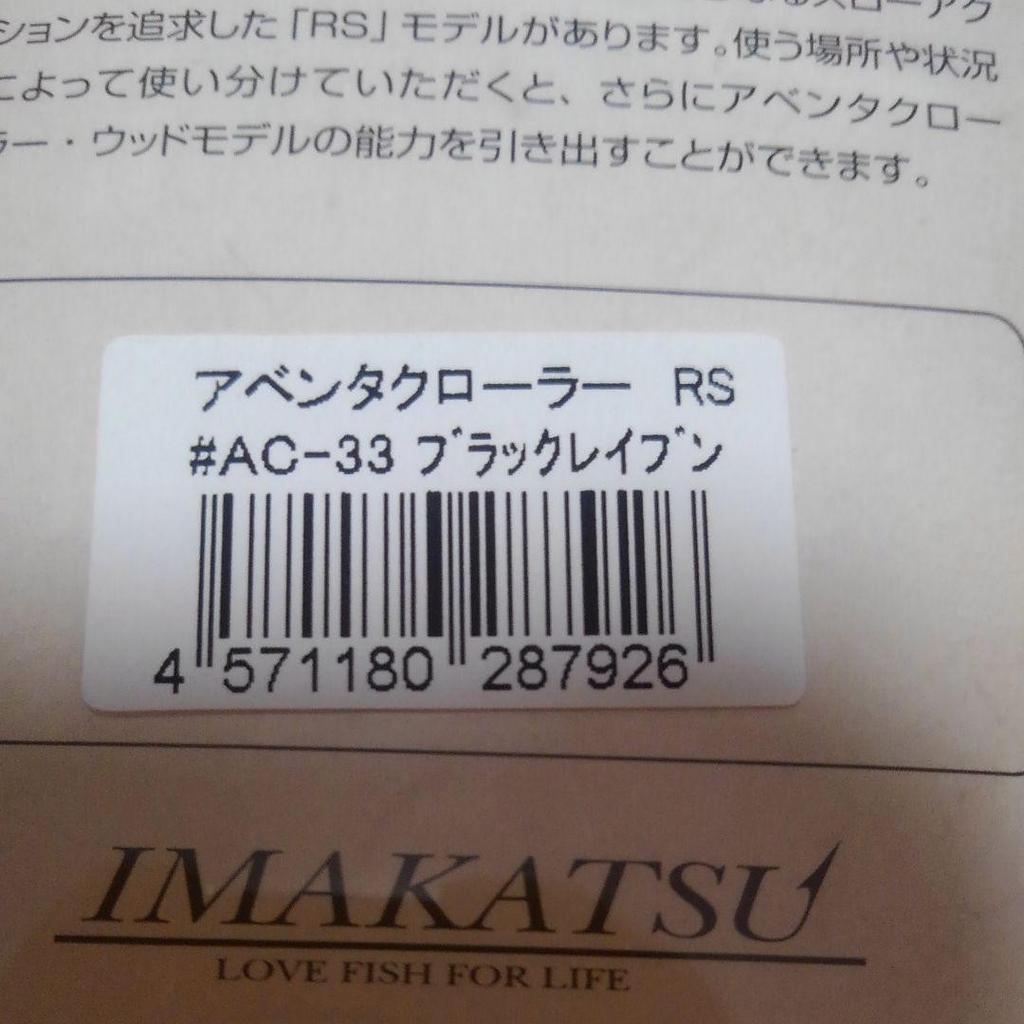 ションを追求した「RS」モデルがあります。使う場所や状況
によって使い分けていただくと、さらにアベンタクロー
ラー・ウッドモデルの能力を引き出すことができます。
アベンタクローラー RS
#AC-33 ブラックレイブン
4 571180 287926
IMAKATSU
LOVE FISH FOR LIFE